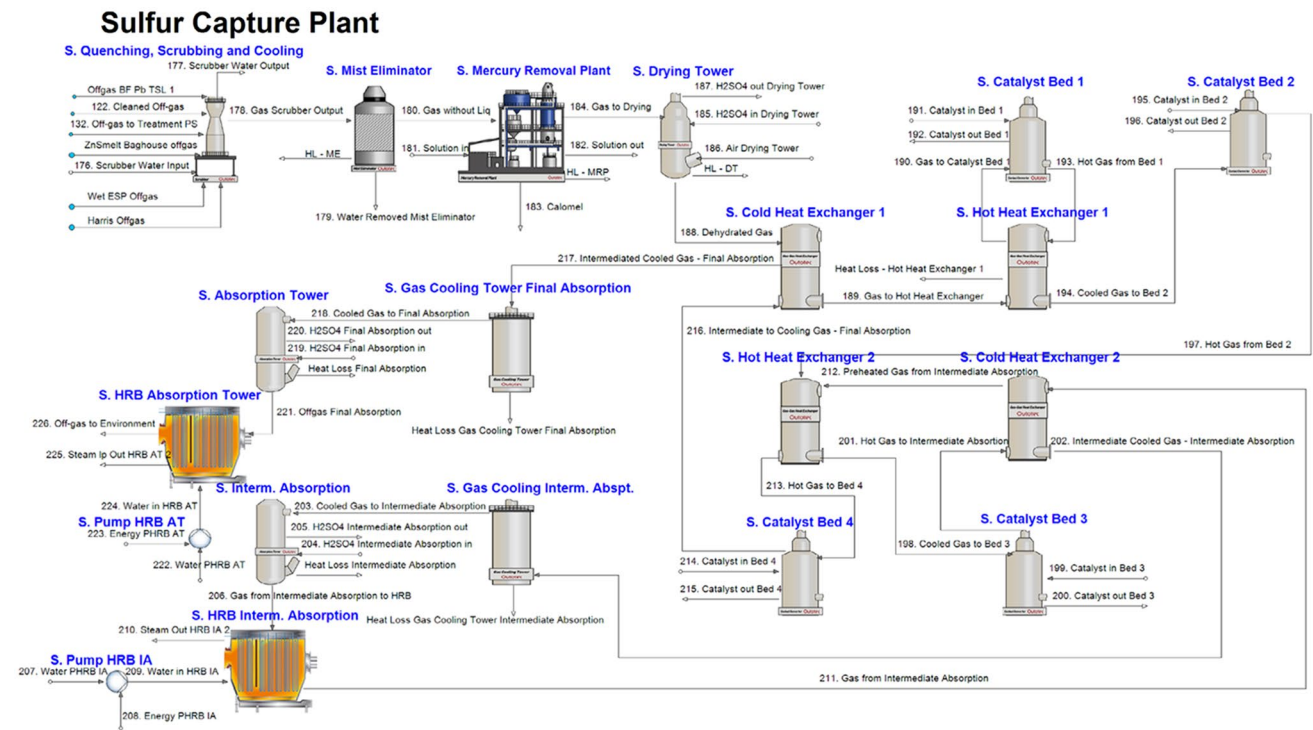 Sulfur Capture Plant
S. Quenching, Scrubbing and Cooling
177. Scrubber Water Output
Offgas BF Pb TSL 1
122. Cleaned Off-gas
132. Off-gas to Treatment PS
ZnSmelt Baghouse offgas
176. Scrubber Water Input
Wet ESP Offgas
Harris Offgas
178. Gas Scrubber Output
S. Mist Eliminator
HL - ME
179. Water Removed Mist Eliminator
180. Gas without Liq
181. Solution in
S. Mercury Removal Plant
Mercury Removal Plant
Outotec
182. Solution out
HL - MRP
183. Calomel
184. Gas to Drying
S. Drying Tower
187. H2SO4 out Drying Tower
185. H2SO4 in Drying Tower
186. Air Drying Tower
HL - DT
188. Dehydrated Gas
S. Catalyst Bed 1
191. Catalyst in Bed 1
192. Catalyst out Bed 1
190. Gas to Catalyst Bed 1
193. Hot Gas from Bed 1
S. Catalyst Bed 2
195. Catalyst in Bed 2
196. Catalyst out Bed 2
S. Cold Heat Exchanger 1
Outotec
S. Hot Heat Exchanger 1
Outotec
217. Intermediated Cooled Gas - Final Absorption
Heat Loss - Hot Heat Exchanger 1
189. Gas to Hot Heat Exchanger
194. Cooled Gas to Bed 2
216. Intermediate to Cooling Gas - Final Absorption
197. Hot Gas from Bed 2
S. Absorption Tower
S. Gas Cooling Tower Final Absorption
218. Cooled Gas to Final Absorption
220. H2SO4 Final Absorption out
219. H2SO4 Final Absorption in
Heat Loss Final Absorption
Outotec
221. Offgas Final Absorption
Heat Loss Gas Cooling Tower Final Absorption
S. HRB Absorption Tower
226. Off-gas to Environment
225. Steam lp Out HRB AT 2
224. Water in HRB AT
S. Pump HRB AT
223. Energy PHRB AT
222. Water PHRB AT
S. Hot Heat Exchanger 2
Outotec
S. Cold Heat Exchanger 2
Outotec
212. Preheated Gas from Intermediate Absorption
201. Hot Gas to Intermediate Absortion
202. Intermediate Cooled Gas - Intermediate Absorption
213. Hot Gas to Bed 4
S. Interm. Absorption
S. Gas Cooling Interm. Abspt.
203. Cooled Gas to Intermediate Absorption
205. H2SO4 Intermediate Absorption out
204. H2SO4 Intermediate Absorption in
Heat Loss Intermediate Absorption
Outotec
206. Gas from Intermediate Absorption to HRB
Heat Loss Gas Cooling Tower Intermediate Absorption
S. Catalyst Bed 4
214. Catalyst in Bed 4
215. Catalyst out Bed 4
S. Catalyst Bed 3
198. Cooled Gas to Bed 3
199. Catalyst in Bed 3
200. Catalyst out Bed 3
S. HRB Interm. Absorption
210. Steam Out HRB IA 2
S. Pump HRB IA
207. Water PHRB IA
209. Water in HRB IA
208. Energy PHRB IA
211. Gas from Intermediate Absorption